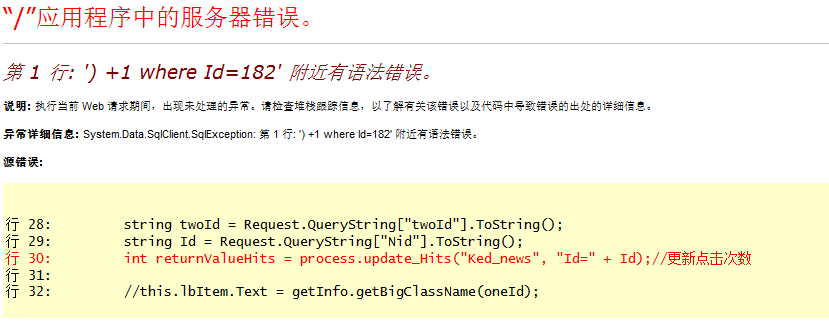 “/”应用程序中的服务器错误。
第 1 行: ') +1 where Id=182' 附近有语法错误。
说明: 执行当前 Web 请求期间，出现未处理的异常。请检查堆栈跟踪信息，以了解有关该错误以及代码中导致错误的出处的详细信息。
异常详细信息: System.Data.SqlClient.SqlException: 第 1 行: ') +1 where Id=182' 附近有语法错误。
源错误:
行 28:         string twoId = Request.QueryString["twoId"].ToString();
行 29:         string Id = Request.QueryString["Nid"].ToString();
行 30:         int returnValueHits = process.update_Hits("Ked_news", "Id=" + Id);//更新点击次数
行 31:
行 32:         //this.lbItem.Text = getInfo.getBigClassName(oneId);